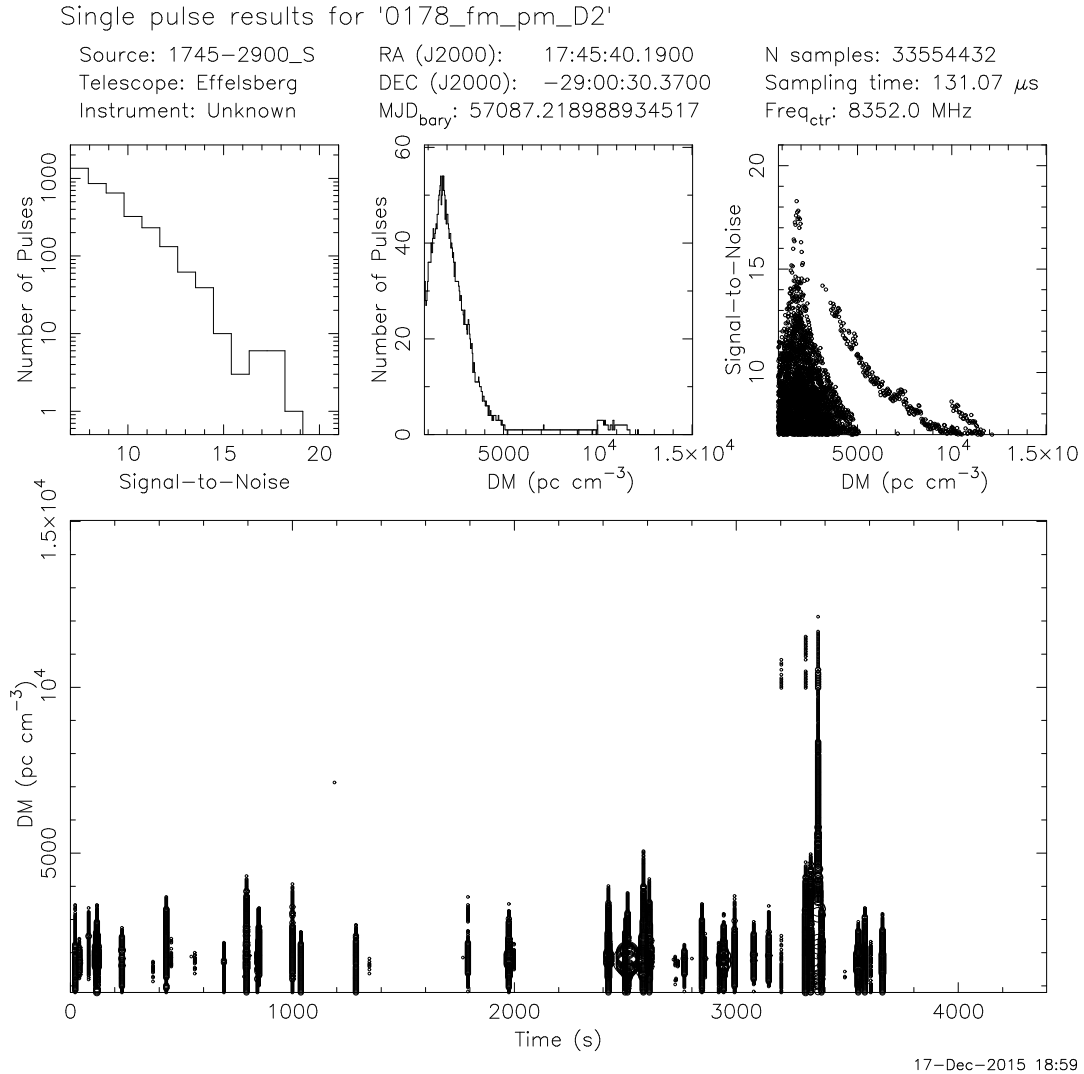 Single pulse results for '0178_fm_pm_D2'
Source: 1745−2900_S
RA (J2000): 17:45:40.1900
N samples: 33554432
Telescope: Effelsberg
DEC (J2000): −29:00:30.3700
Sampling time: 131.07 μs
Instrument: Unknown
MJD_bary: 57087.218988934517
Freq_ctr: 8352.0 MHz
Number of Pulses
1000
100
10
1
10 15 20
Signal−to−Noise
Number of Pulses
60
40
20
0
5000 10^4 1.5×10^4
DM (pc cm^−3)
Signal−to−Noise
20
15
10
5000 10^4 1.5×10
DM (pc cm^−3)
DM (pc cm^−3)
1.5×10^4
10^4
5000
0 1000 2000 3000 4000
Time (s)
17−Dec−2015 18:59